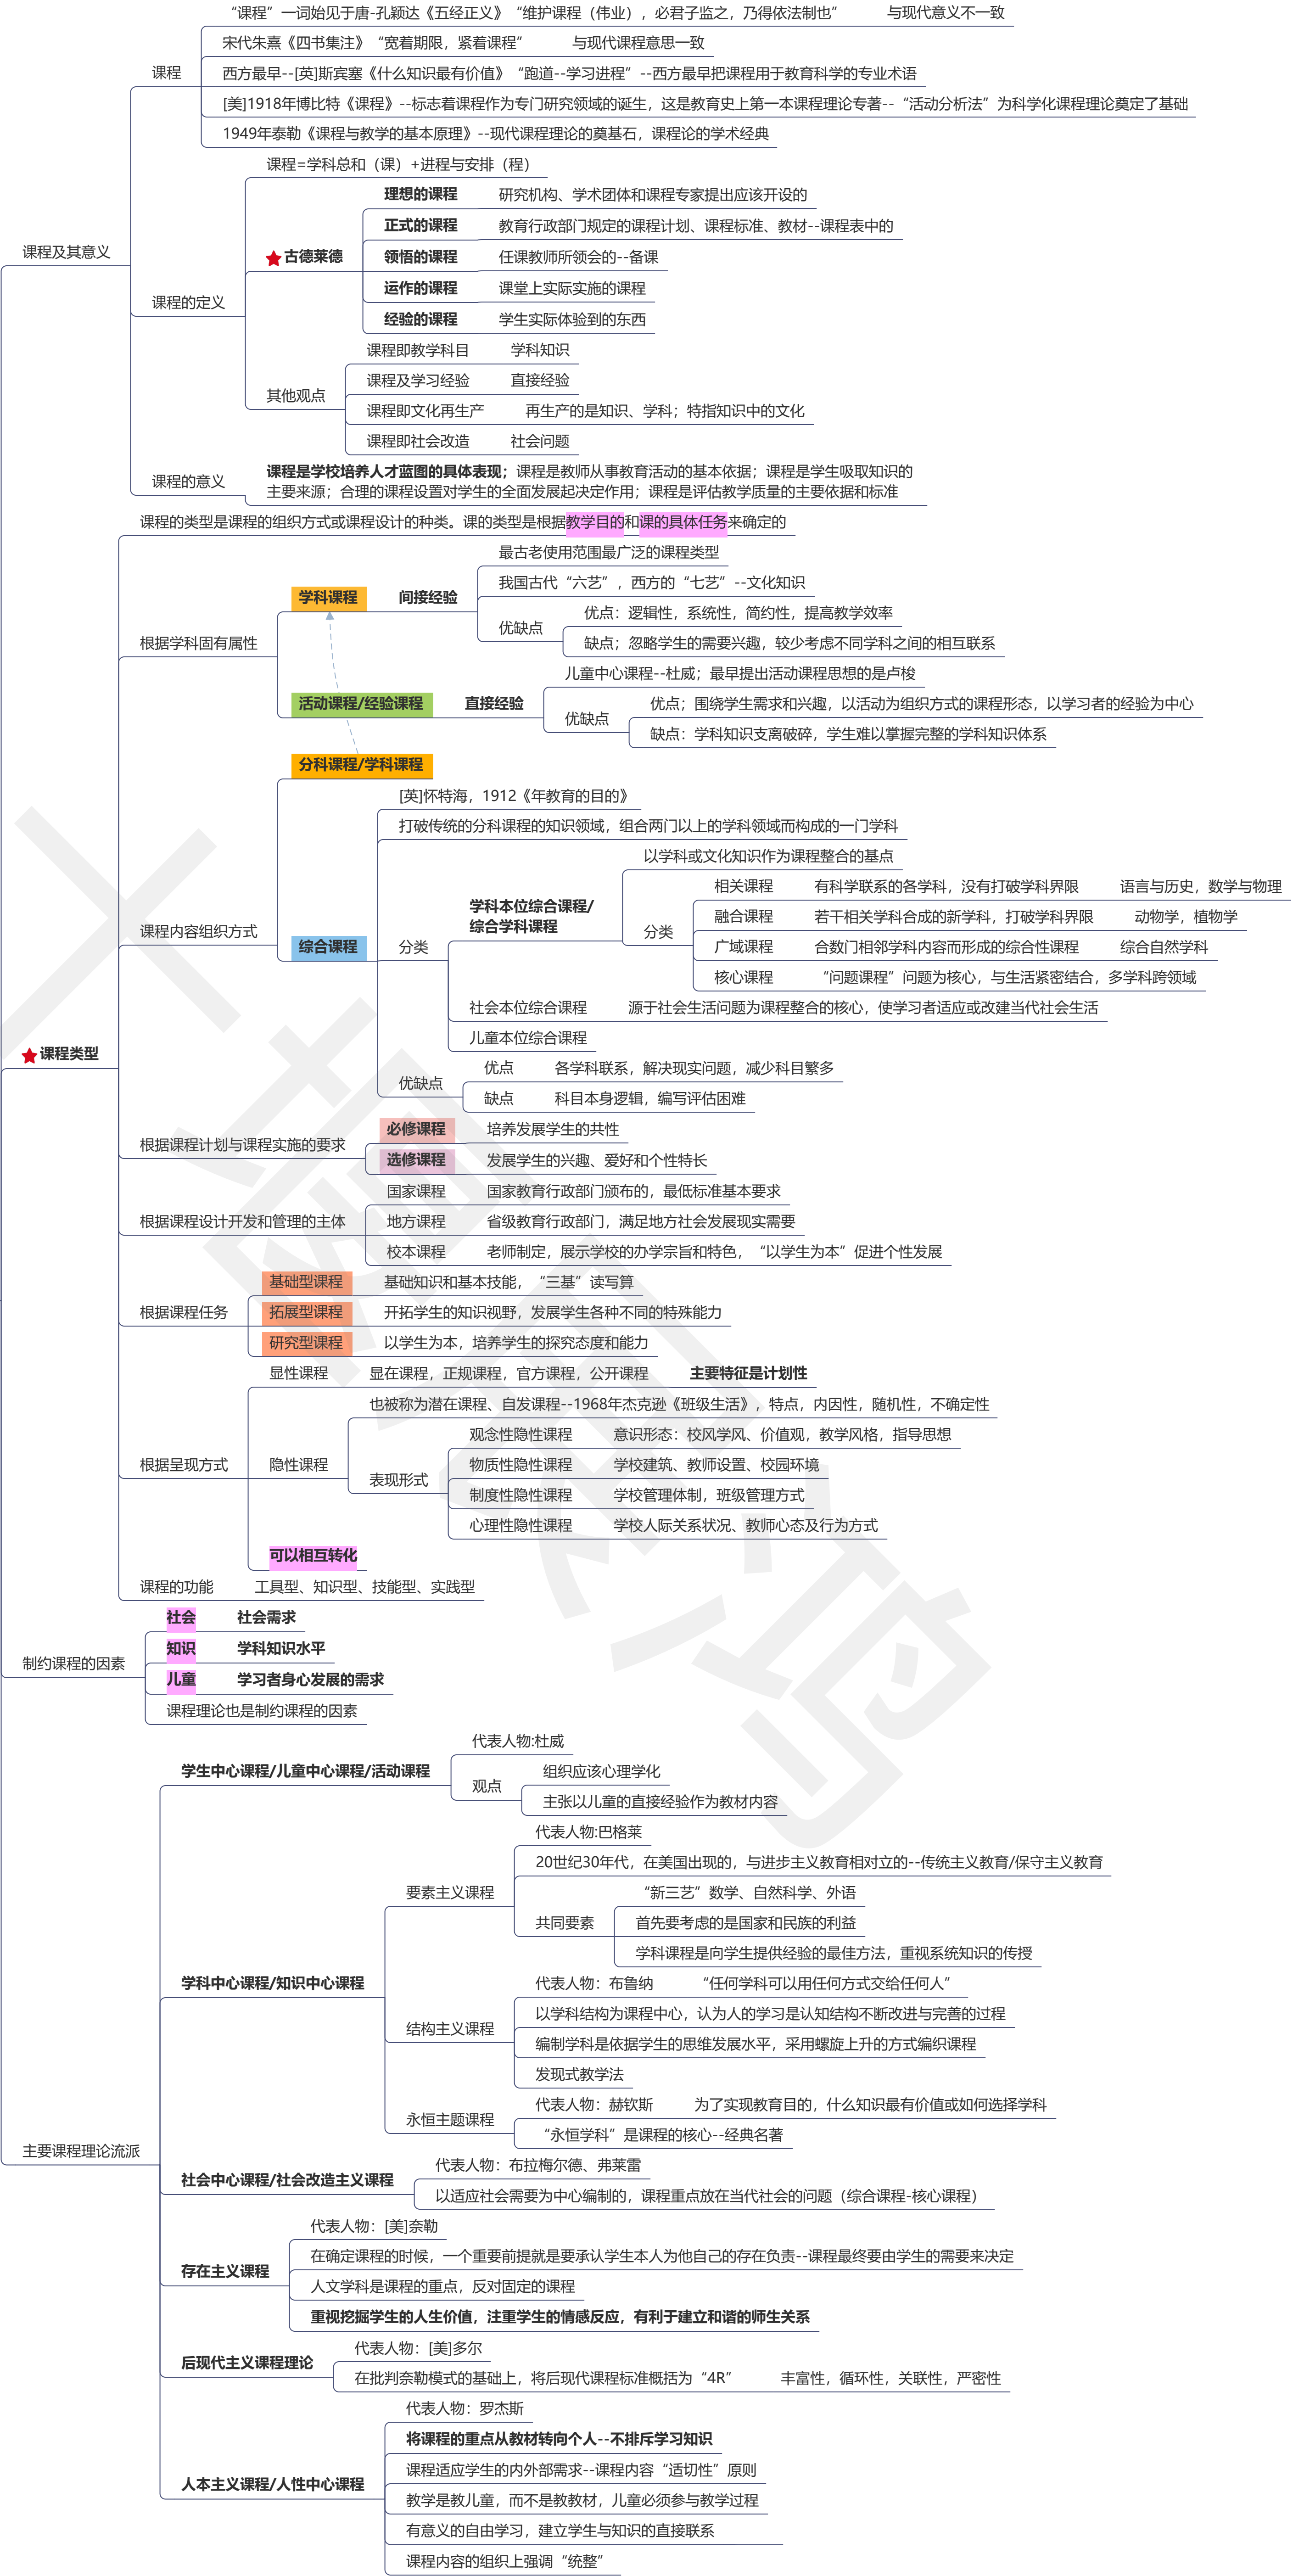 “课程”一词始见于唐-孔颖达《五经正义》“维护课程（伟业），必君子监之，乃得依法制也” 与现代意义不一致
宋代朱熹《四书集注》“宽着期限，紧着课程” 与现代课程意思一致
课程
西方最早--[英]斯宾塞《什么知识最有价值》“跑道--学习进程”--西方最早把课程用于教育科学的专业术语
[美]1918年博比特《课程》--标志着课程作为专门研究领域的诞生，这是教育史上第一本课程理论专著--“活动分析法”为科学化课程理论奠定了基础
1949年泰勒《课程与教学的基本原理》--现代课程理论的奠基石，课程论的学术经典
课程=学科总和（课）+进程与安排（程）
理想的课程 研究机构、学术团体和课程专家提出应该开设的
正式的课程 教育行政部门规定的课程计划、课程标准、教材--课程表中的
课程及其意义
古德莱德
领悟的课程 任课教师所领会的--备课
运作的课程 课堂上实际实施的课程
课程的定义
经验的课程 学生实际体验到的东西
课程即教学科目 学科知识
课程及学习经验 直接经验
其他观点
课程即文化再生产 再生产的是知识、学科；特指知识中的文化
课程即社会改造 社会问题
课程的意义
课程是学校培养人才蓝图的具体表现；课程是教师从事教育活动的基本依据；课程是学生吸取知识的
主要来源；合理的课程设置对学生的全面发展起决定作用；课程是评估教学质量的主要依据和标准
课程的类型是课程的组织方式或课程设计的种类。课的类型是根据教学目的和课的具体任务来确定的
最古老使用范围最广泛的课程类型
学科课程 间接经验
我国古代“六艺”，西方的“七艺”--文化知识
优点：逻辑性，系统性，简约性，提高教学效率
优缺点
缺点；忽略学生的需要兴趣，较少考虑不同学科之间的相互联系
根据学科固有属性
儿童中心课程--杜威；最早提出活动课程思想的是卢梭
活动课程/经验课程 直接经验
优点；围绕学生需求和兴趣，以活动为组织方式的课程形态，以学习者的经验为中心
优缺点
缺点：学科知识支离破碎，学生难以掌握完整的学科知识体系
分科课程/学科课程
[英]怀特海，1912《年教育的目的》
打破传统的分科课程的知识领域，组合两门以上的学科领域而构成的一门学科
以学科或文化知识作为课程整合的基点
相关课程 有科学联系的各学科，没有打破学科界限 语言与历史，数学与物理
学科本位综合课程/
综合学科课程
融合课程 若干相关学科合成的新学科，打破学科界限 动物学，植物学
课程内容组织方式
分类
综合课程
分类
广域课程 合数门相邻学科内容而形成的综合性课程 综合自然学科
核心课程 “问题课程”问题为核心，与生活紧密结合，多学科跨领域
社会本位综合课程 源于社会生活问题为课程整合的核心，使学习者适应或改建当代社会生活
儿童本位综合课程
课程类型
优点 各学科联系，解决现实问题，减少科目繁多
优缺点
缺点 科目本身逻辑，编写评估困难
必修课程 培养发展学生的共性
根据课程计划与课程实施的要求
选修课程 发展学生的兴趣、爱好和个性特长
国家课程 国家教育行政部门颁布的，最低标准基本要求
根据课程设计开发和管理的主体
地方课程 省级教育行政部门，满足地方社会发展现实需要
校本课程 老师制定，展示学校的办学宗旨和特色，“以学生为本”促进个性发展
基础型课程 基础知识和基本技能，“三基”读写算
根据课程任务
拓展型课程 开拓学生的知识视野，发展学生各种不同的特殊能力
研究型课程 以学生为本，培养学生的探究态度和能力
显性课程 显在课程，正规课程，官方课程，公开课程 主要特征是计划性
也被称为潜在课程、自发课程--1968年杰克逊《班级生活》，特点，内因性，随机性，不确定性
观念性隐性课程 意识形态：校风学风、价值观，教学风格，指导思想
根据呈现方式
隐性课程
物质性隐性课程 学校建筑、教师设置、校园环境
表现形式
制度性隐性课程 学校管理体制，班级管理方式
心理性隐性课程 学校人际关系状况、教师心态及行为方式
可以相互转化
课程的功能 工具型、知识型、技能型、实践型
社会 社会需求
知识 学科知识水平
制约课程的因素
儿童 学习者身心发展的需求
课程理论也是制约课程的因素
代表人物:杜威
学生中心课程/儿童中心课程/活动课程
组织应该心理学化
观点
主张以儿童的直接经验作为教材内容
代表人物:巴格莱
20世纪30年代，在美国出现的，与进步主义教育相对立的--传统主义教育/保守主义教育
要素主义课程
“新三艺”数学、自然科学、外语
共同要素
首先要考虑的是国家和民族的利益
学科课程是向学生提供经验的最佳方法，重视系统知识的传授
学科中心课程/知识中心课程
代表人物：布鲁纳 “任何学科可以用任何方式交给任何人”
以学科结构为课程中心，认为人的学习是认知结构不断改进与完善的过程
结构主义课程
编制学科是依据学生的思维发展水平，采用螺旋上升的方式编织课程
发现式教学法
代表人物：赫钦斯 为了实现教育目的，什么知识最有价值或如何选择学科
永恒主题课程
“永恒学科”是课程的核心--经典名著
主要课程理论流派
代表人物：布拉梅尔德、弗莱雷
社会中心课程/社会改造主义课程
以适应社会需要为中心编制的，课程重点放在当代社会的问题（综合课程-核心课程）
代表人物：[美]奈勒
在确定课程的时候，一个重要前提就是要承认学生本人为他自己的存在负责--课程最终要由学生的需要来决定
存在主义课程
人文学科是课程的重点，反对固定的课程
重视挖掘学生的人生价值，注重学生的情感反应，有利于建立和谐的师生关系
代表人物：[美]多尔
后现代主义课程理论
在批判奈勒模式的基础上，将后现代课程标准概括为“4R” 丰富性，循环性，关联性，严密性
代表人物：罗杰斯
将课程的重点从教材转向个人--不排斥学习知识
课程适应学生的内外部需求--课程内容“适切性”原则
人本主义课程/人性中心课程
教学是教儿童，而不是教教材，儿童必须参与教学过程
有意义的自由学习，建立学生与知识的直接联系
课程内容的组织上强调“统整”